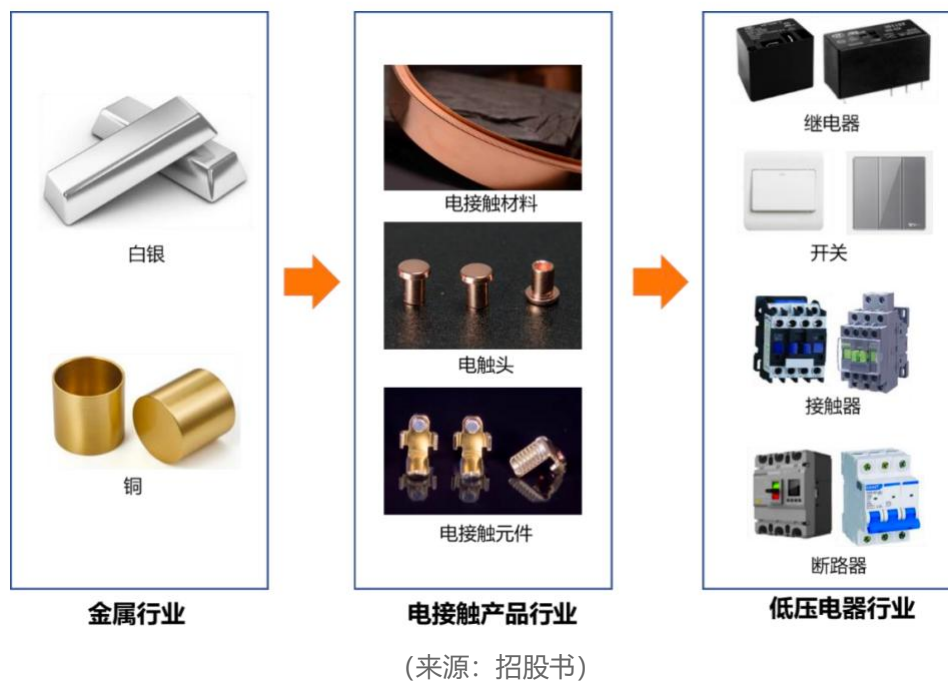 白银
铜
金属行业
电接触材料
电触头
电接触元件
电接触产品行业
继电器
开关
接触器
断路器
低压电器行业
(来源：招股书)